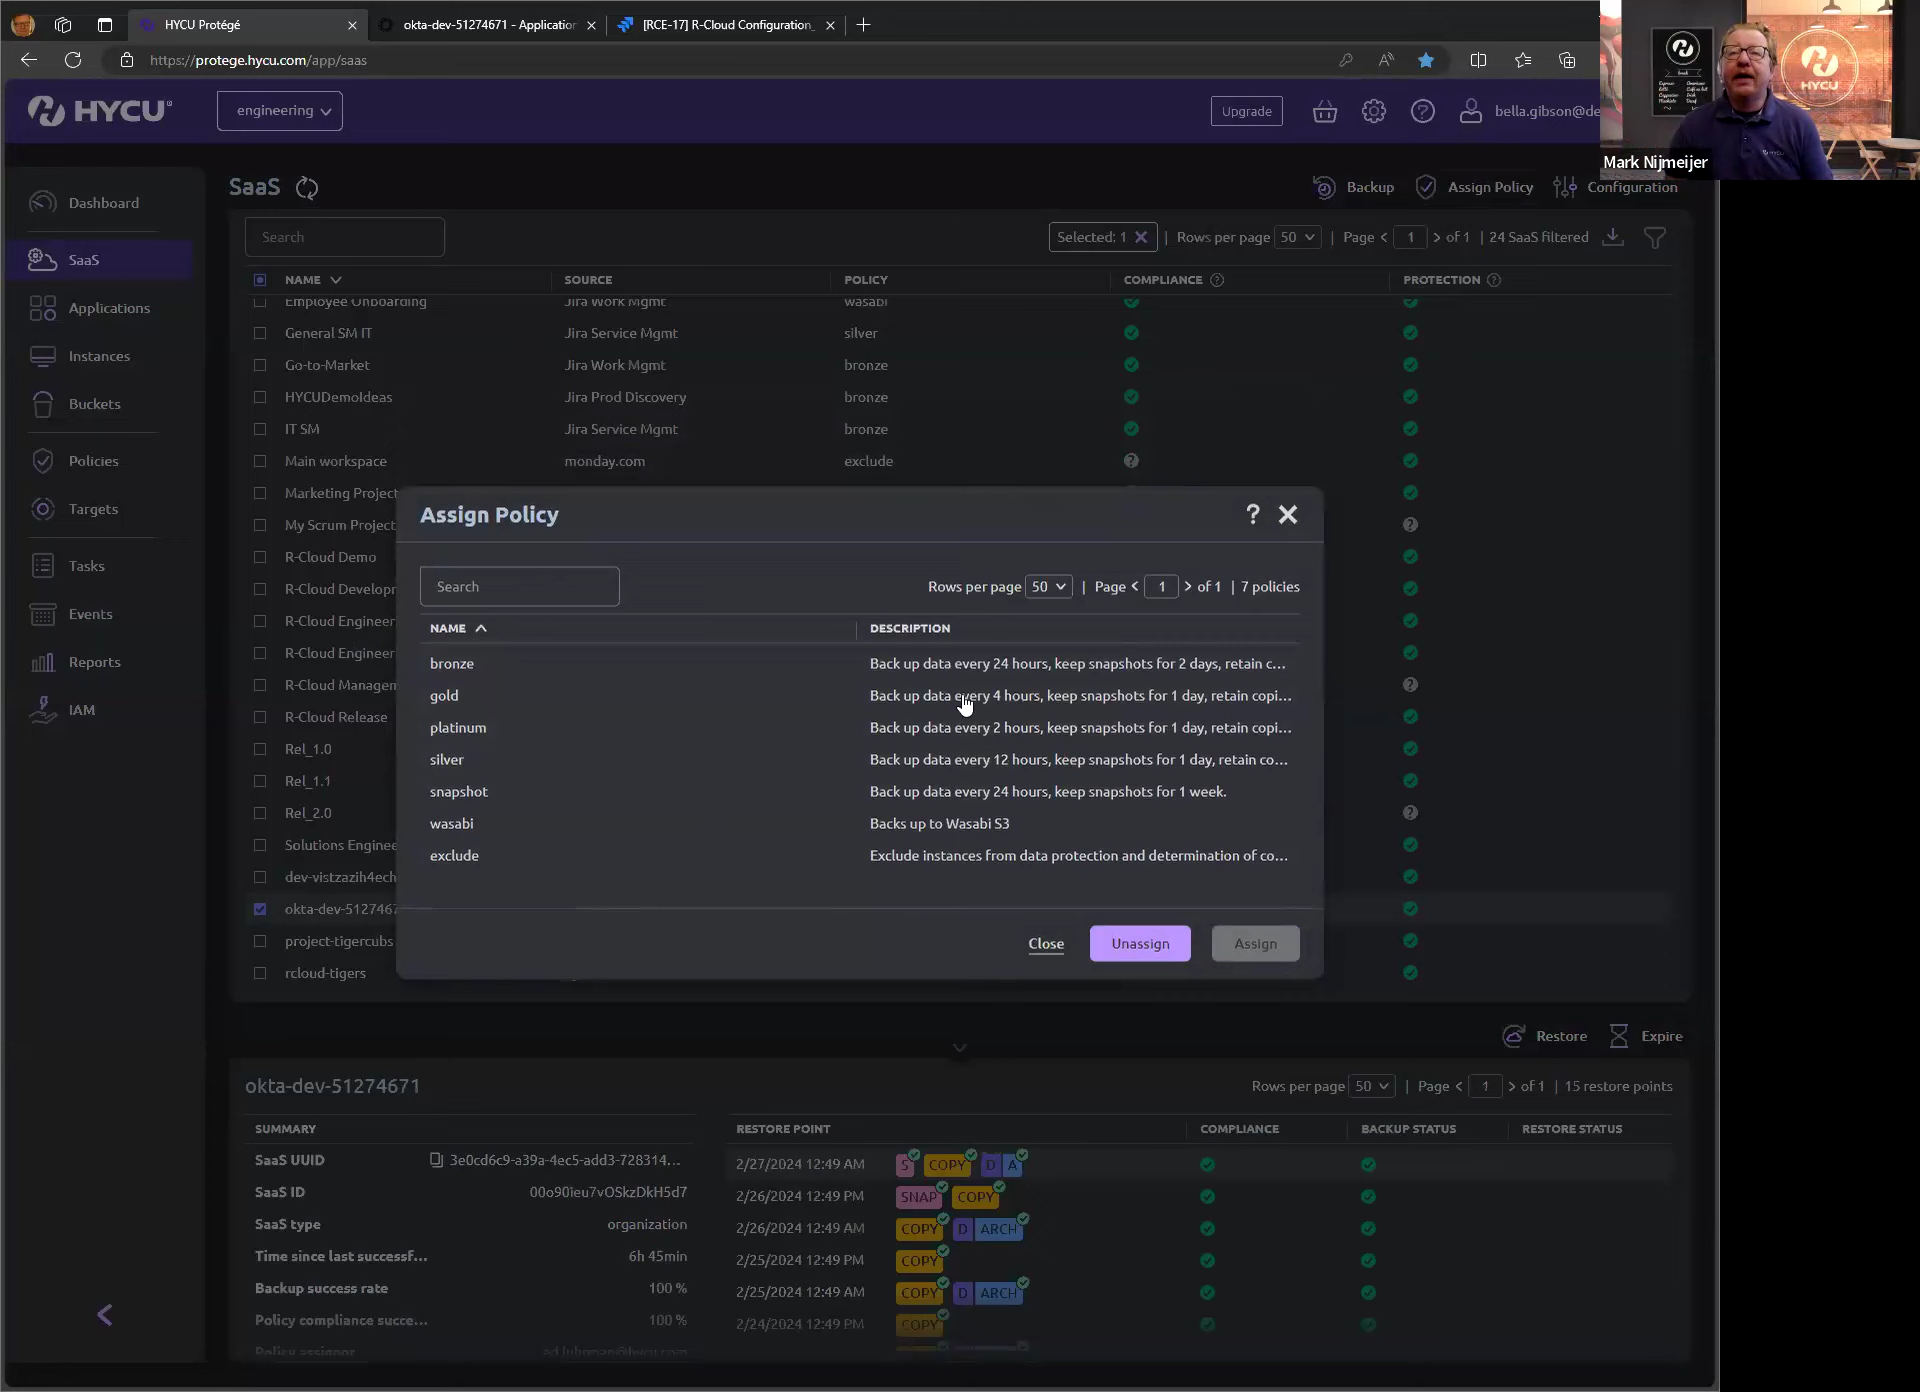 HYCU Protégé
okta-dev-51274671 - Applicatio
[RCE-17] R-Cloud Configuration_
https://protege.hycu.com/app/saas
HYCU
engineering
Upgrade
bella.gibson@de
HYCU
Mark Nijmeijer
Dashboard
SaaS
Applications
Instances
Buckets
Policies
Targets
Tasks
Events
Reports
IAM
SaaS
Backup
Assign Policy
Configuration
Search
Selected: 1
Rows per page 50
Page < 1 > of 1
24 SaaS filtered
NAME SOURCE POLICY COMPLIANCE PROTECTION
Employee Onboarding Jira Work Mgmt wasabi
General SM IT Jira Service Mgmt silver
Go-to-Market Jira Work Mgmt bronze
HYCUDemoIdeas Jira Prod Discovery bronze
IT SM Jira Service Mgmt bronze
Main workspace monday.com exclude
Marketing Project
My Scrum Project
R-Cloud Demo
R-Cloud Develop
R-Cloud Engineer
R-Cloud Engineer
R-Cloud Managem
R-Cloud Release
Rel_1.0
Rel_1.1
Rel_2.0
Solutions Enginee
dev-vistzazih4ech
okta-dev-5127467
project-tigercubs
rcloud-tigers
Assign Policy
? 
Search
Rows per page 50 | Page < 1 > of 1 | 7 policies
NAME DESCRIPTION
bronze Back up data every 24 hours, keep snapshots for 2 days, retain c...
gold Back up data every 4 hours, keep snapshots for 1 day, retain copi...
platinum Back up data every 2 hours, keep snapshots for 1 day, retain copi...
silver Back up data every 12 hours, keep snapshots for 1 day, retain co...
snapshot Back up data every 24 hours, keep snapshots for 1 week.
wasabi Backs up to Wasabi S3
exclude Exclude instances from data protection and determination of co...
Close Unassign Assign
Restore Expire
okta-dev-51274671
Rows per page 50 | Page < 1 > of 1 | 15 restore points
SUMMARY
SaaS UUID 3e0cd6c9-a39a-4ec5-add3-728314...
SaaS ID 00o90ieu7vOSkzDkH5d7
SaaS type organization
Time since last successf... 6h 45min
Backup success rate 100 %
Policy compliance succe... 100 %
Policy assigner ed.luhrman@hycu.com
RESTORE POINT COMPLIANCE BACKUP STATUS RESTORE STATUS
2/27/2024 12:49 AM S COPY D A
2/26/2024 12:49 PM SNAP COPY
2/26/2024 12:49 AM COPY D ARCH
2/25/2024 12:49 PM COPY
2/25/2024 12:49 AM COPY D ARCH
2/24/2024 12:49 PM COPY